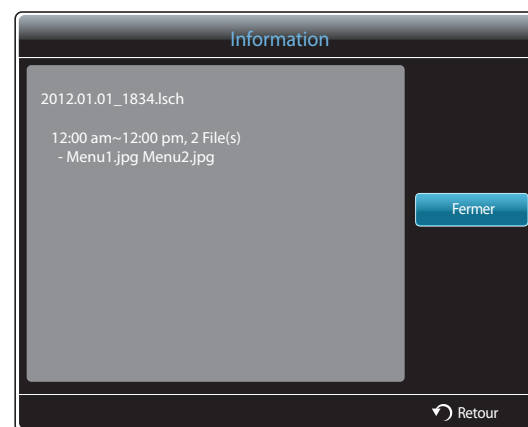 Information
2012.01.01_1834.lsch
12:00 am~12:00 pm, 2 File(s)
- Menu1.jpg Menu2.jpg
Fermer
Retour